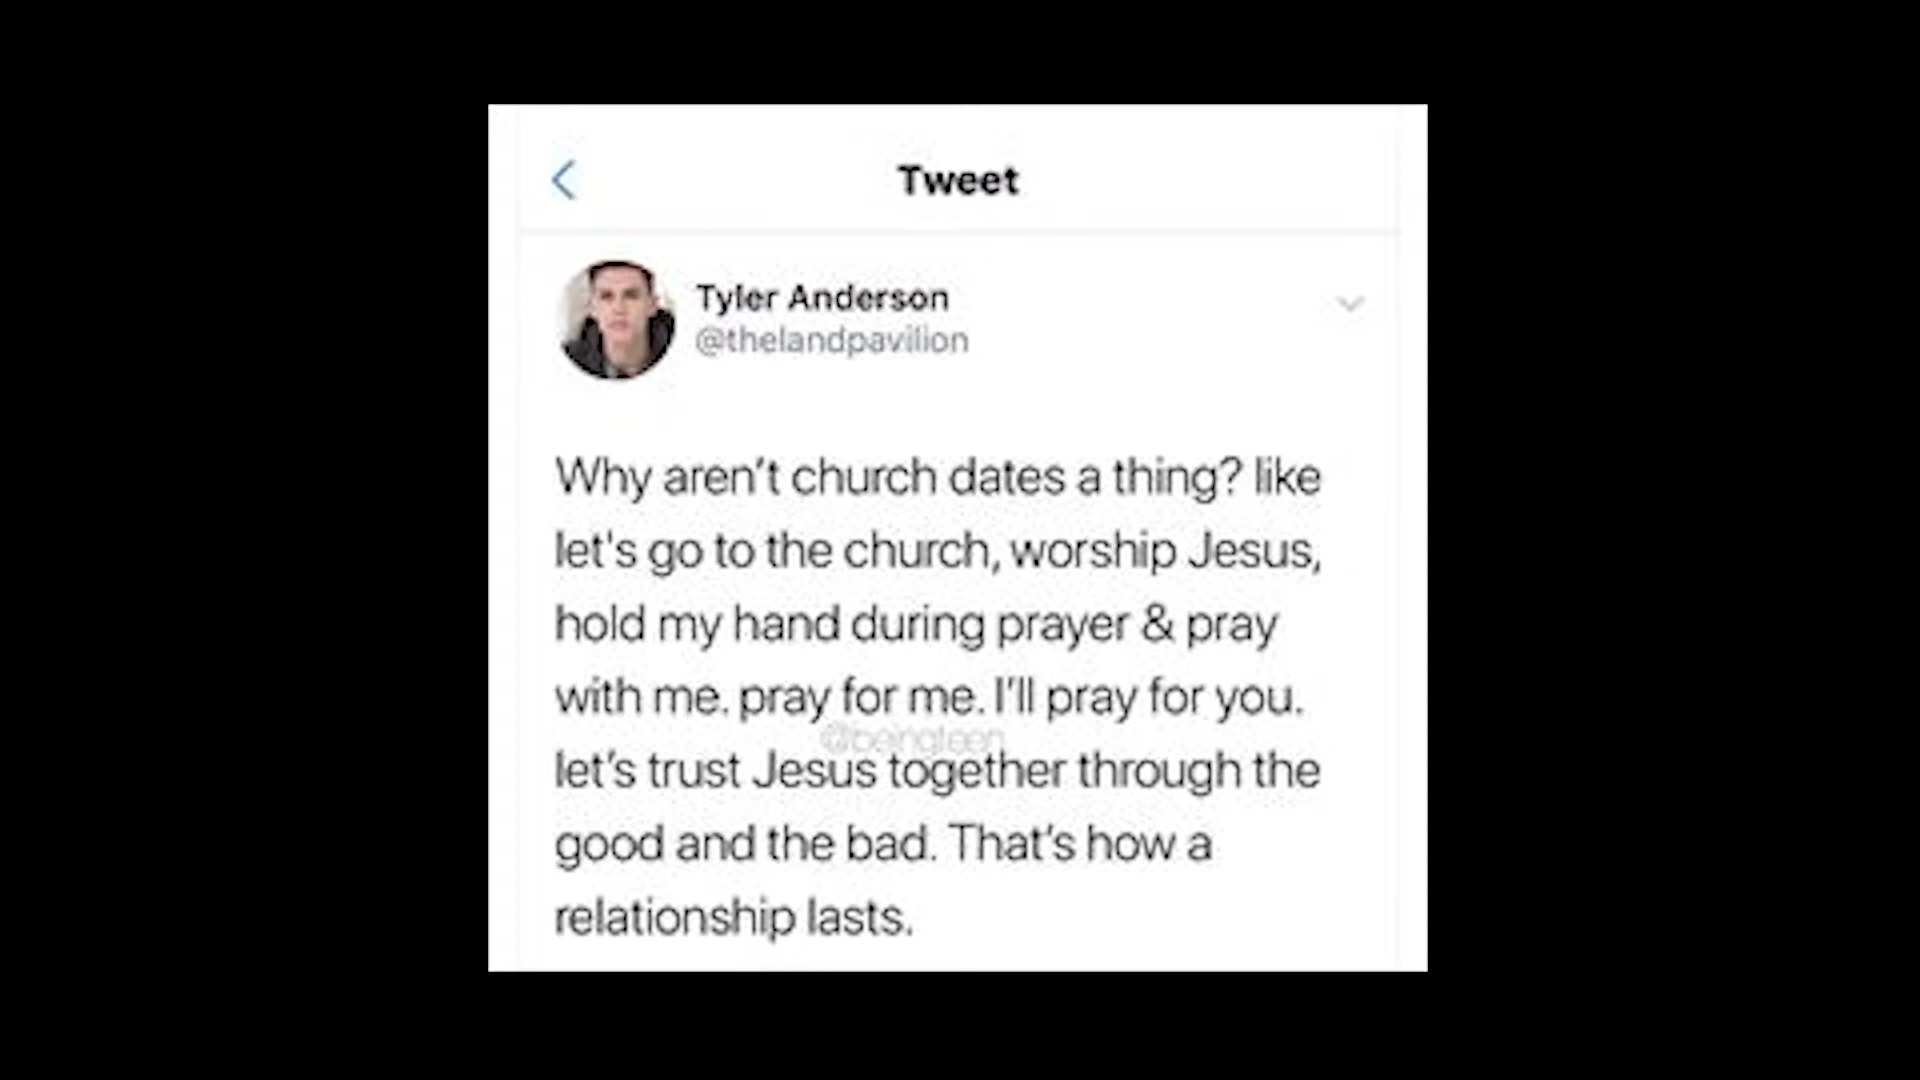 Tweet
Tyler Anderson
@thelandpavilion
Why aren't church dates a thing? like
let's go to the church, worship Jesus,
hold my hand during prayer & pray
with me. pray for me. I'll pray for you.
@beingteen
let's trust Jesus together through the
good and the bad. That's how a
relationship lasts.